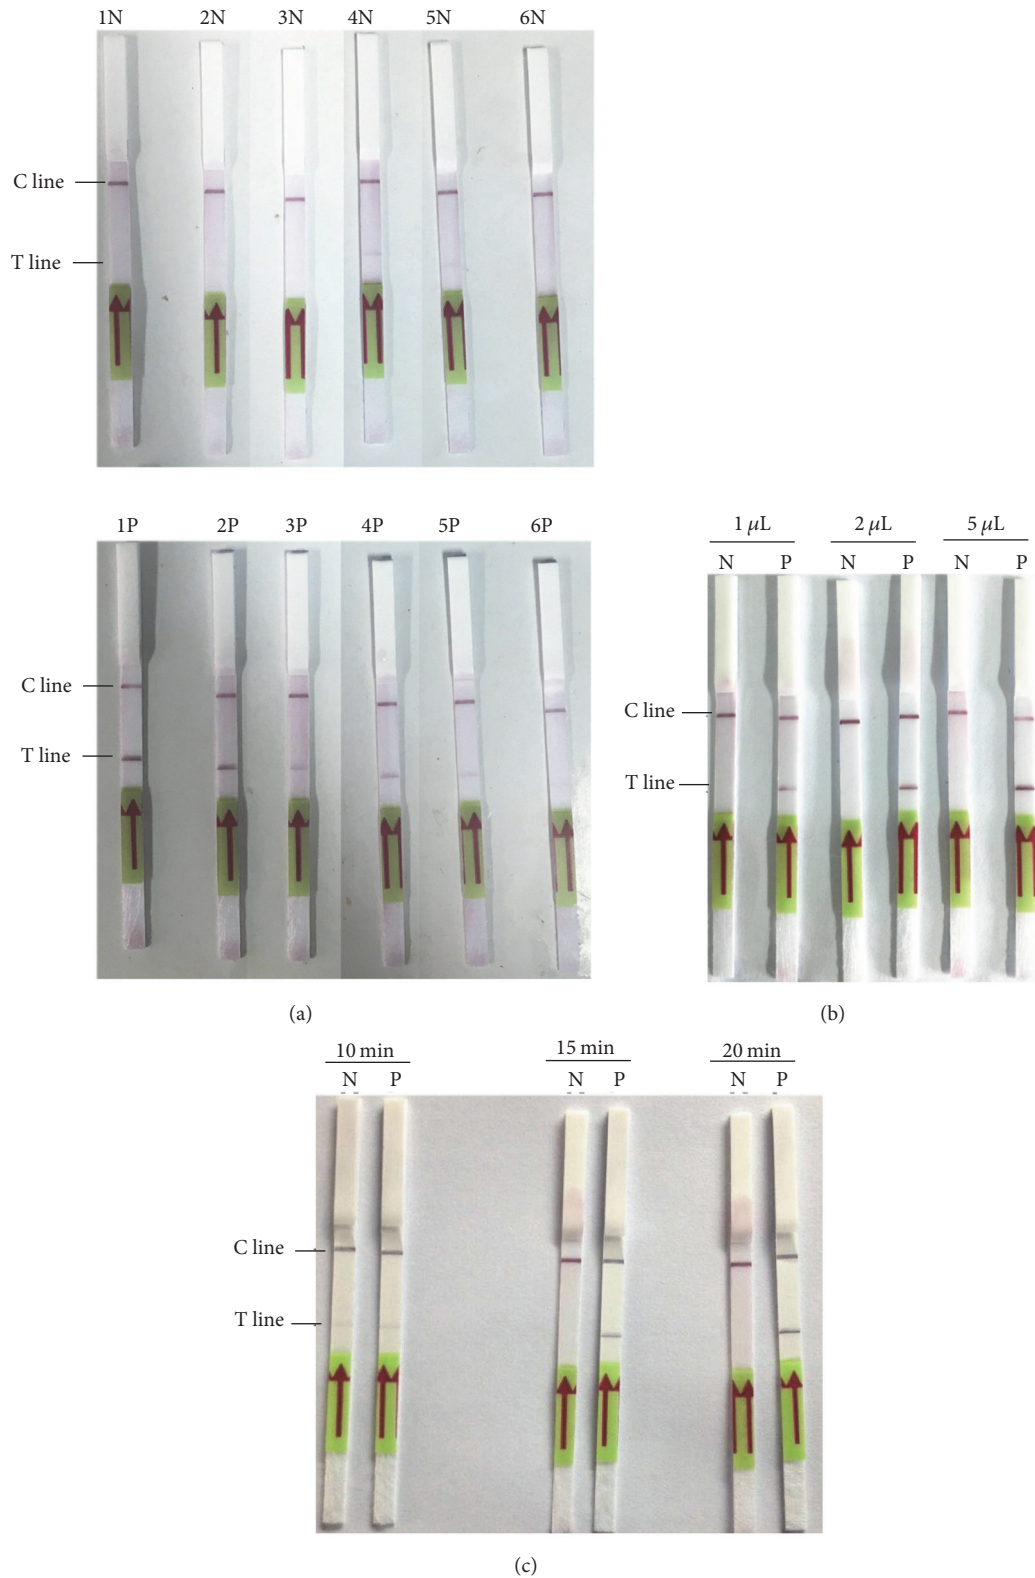 1N 2N 3N 4N 5N 6N
C line
T line
1P 2P 3P 4P 5P 6P
C line
T line
(a)
1 μL 2 μL 5 μL
N P N P N P
C line
T line
(b)
10 min 15 min 20 min
N P N P N P
C line
T line
(c)